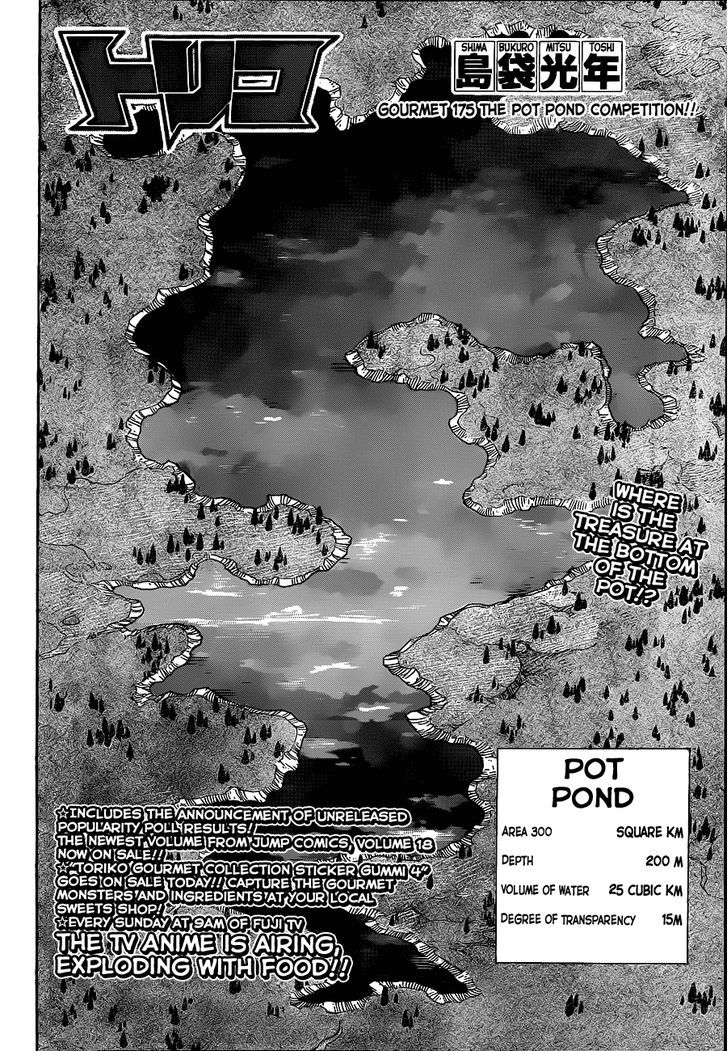 トリコ
SHIMA BUKURO MITSU TOSHI
島袋光年
GOURMET 175 THE POT POND COMPETITION!!
WHERE
IS THE
TREASURE AT
THE BOTTOM
OF THE
POT!?
POT
POND
AREA 300 SQUARE KM
DEPTH 200 M
VOLUME OF WATER 25 CUBIC KM
DEGREE OF TRANSPARENCY 15M
☆INCLUDES THE ANNOUNCEMENT OF UNRELEASED
POPULARITY POLL RESULTS!
THE NEWEST VOLUME FROM JUMP COMICS, VOLUME 18
NOW ON SALE!!
☆"TORIKO GOURMET COLLECTION STICKER GUMMI 4"
GOES ON SALE TODAY!! CAPTURE THE GOURMET
MONSTERS AND INGREDIENTS AT YOUR LOCAL
SWEETS SHOP!
☆EVERY SUNDAY AT 9AM OF FUJI TV
THE TV ANIME IS AIRING,
EXPLODING WITH FOOD!!